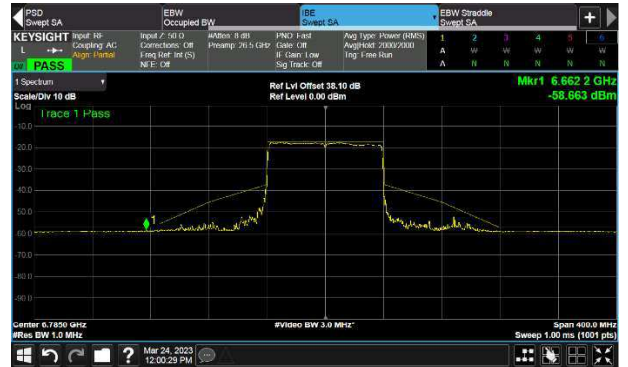 PSD
Swept SA
EBW
Occupied BW
IBE
Swept SA
EBW Straddle
Swept SA
KEYSIGHT
L
PASS
Input: RF
Coupling: AC
Align: Partial
Input Z: 50 Ω
Corrections: Off
Freq Ref: Int (S)
NFE: Off
#Atten: 8 dB
Preamp: 26.5 GHz
PNO: Fast
Gate: Off
IF Gain: Low
Sig Track: Off
Avg Type: Power (RMS)
Avg|Hold: 2000/2000
Trig: Free Run
1 2 3 4 5 6
A W W W W W
A N N N N N
1 Spectrum
Scale/Div 10 dB
Log
Ref Lvl Offset 38.10 dB
Ref Level 0.00 dBm
Mkr1 6.662 2 GHz
-58.663 dBm
Trace 1 Pass
-10.0
-20.0
-30.0
-40.0
-50.0
-60.0
-70.0
-80.0
-90.0
1
Center 6.7850 GHz
#Res BW 1.0 MHz
#Video BW 3.0 MHz*
Span 400.0 MHz
Sweep 1.00 ms (1001 pts)
?
Mar 24, 2023
12:00:29 PM